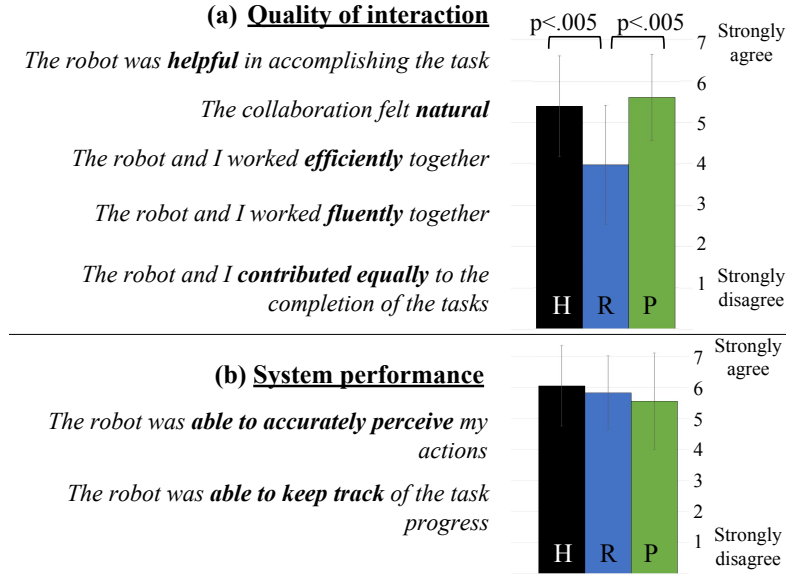 (a) Quality of interaction
The robot was helpful in accomplishing the task
The collaboration felt natural
The robot and I worked efficiently together
The robot and I worked fluently together
The robot and I contributed equally to the
completion of the tasks
p<.005 p<.005
7 Strongly
agree
6
5
4
3
2
1 Strongly
disagree
H R P
(b) System performance
The robot was able to accurately perceive my
actions
The robot was able to keep track of the task
progress
7 Strongly
agree
6
5
4
3
2
1 Strongly
disagree
H R P